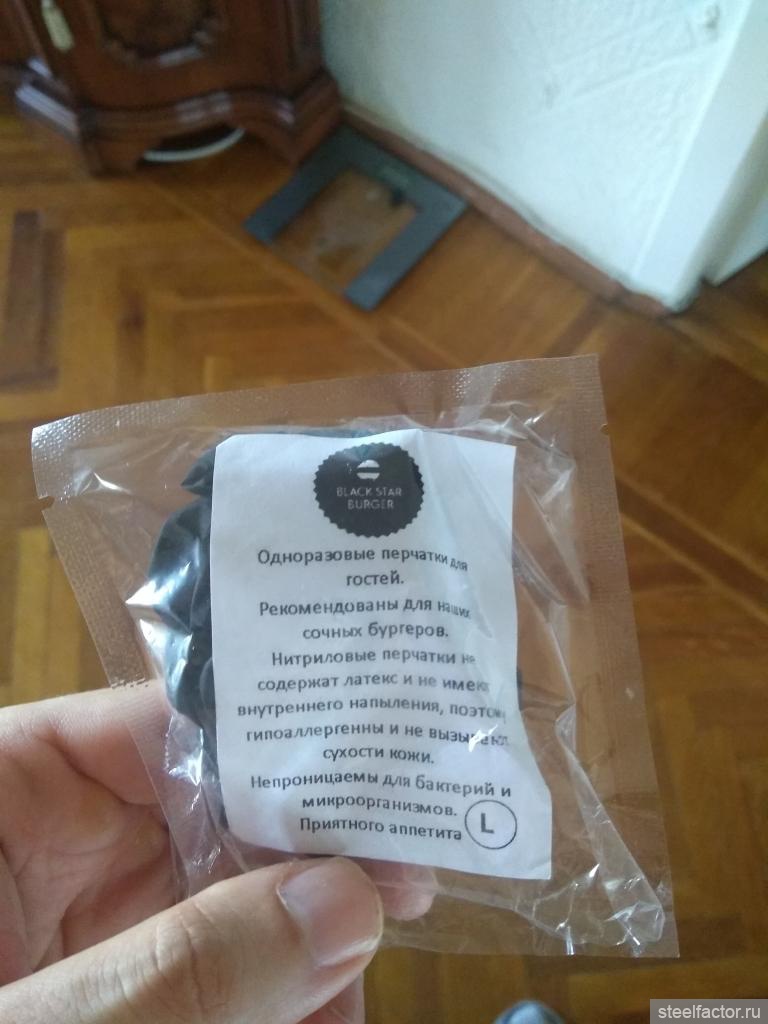 BLACK STAR
BURGER
Одноразовые перчатки для
гостей.
Рекомендованы для наших
сочных бургеров.
Нитриловые перчатки не
содержат латекс и не имеют
внутреннего напыления, поэтому
гипоаллергенны и не вызывают
сухости кожи.
Непроницаемы для бактерий и
микроорганизмов.
Приятного аппетита L
steelfactor.ru